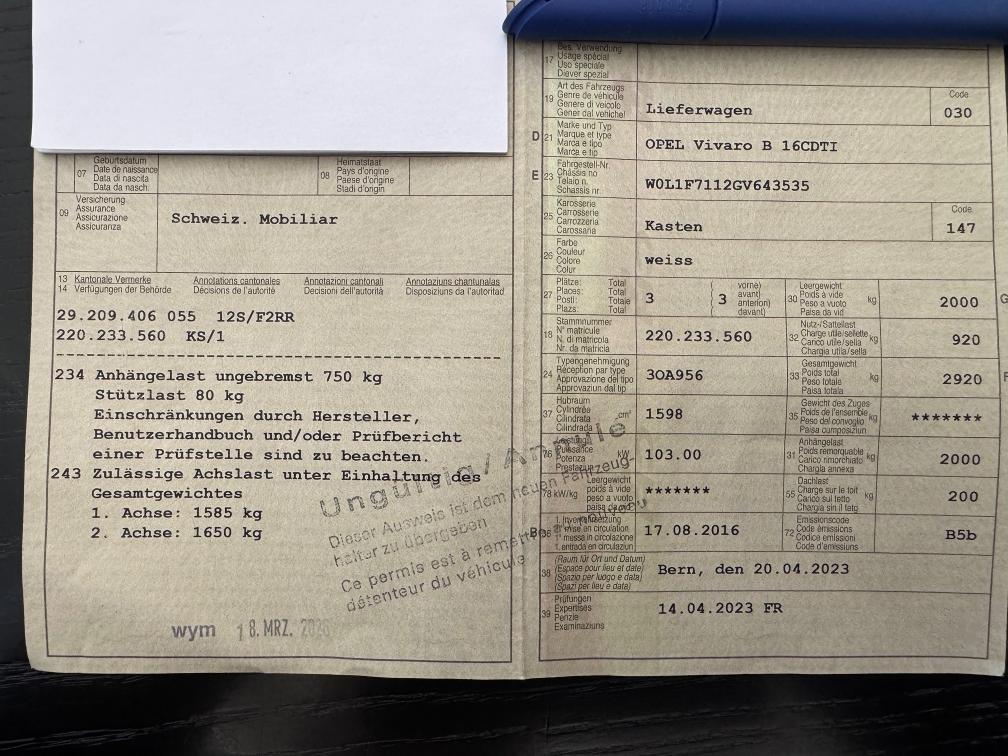 07 Geburtsdatum
Date de naissance
Data di nascita
Data da nasch.
08 Heimatstaat
Pays d'origine
Paese d'origine
Stadi d'origin
09 Versicherung
Assurance
Assicurazione
Assicuranza
Schweiz. Mobiliar
13 Kantonale Vermerke Annotations cantonales Annotazioni cantonali Annotaziuns chantunalas
14 Verfügungen der Behörde Décisions de l'autorité Decisioni dell'autorità Disposiziuns da l'autoritad
29.209.406 055 12S/F2RR
220.233.560 KS/1
234 Anhängelast ungebremst 750 kg
Stützlast 80 kg
Einschränkungen durch Hersteller,
Benutzerhandbuch und/oder Prüfbericht
einer Prüfstelle sind zu beachten.
243 Zulässige Achslast unter Einhaltung des
Gesamtgewichtes
1. Achse: 1585 kg
2. Achse: 1650 kg
Ungültig / Annulé
Dieser Ausweis ist dem neuen Fahrzeug-
halter zu übergeben
Ce permis est à remettre au nouveau
détenteur du véhicule
wym 18. MRZ.
17 Bes. Verwendung
Usage spécial
Uso speciale
Diever spezial
19 Art des Fahrzeugs
Genre de véhicule
Genere di veicolo
Gener dal vehichel
Lieferwagen
Code
030
D 21 Marke und Typ
Marque et type
Marca e tipo
Marca e tip
OPEL Vivaro B 16CDTI
E 23 Fahrgestell-Nr.
Châssis no
Telaio n.
Schassis nr.
W0L1F7112GV643535
25 Karosserie
Carrosserie
Carrozzeria
Carossaria
Kasten
Code
147
26 Farbe
Couleur
Colore
Colur
weiss
27 Plätze: Total
Places: Total
Posti: Totale
Plazs: Total
3
3 vorne)
avant)
anteriori)
davant)
30 Leergewicht
Poids à vide
Peso a vuoto
Paisa da vid
kg
2000
G
18 Stammnummer
N° matricule
N. di matricola
Nr. da matricla
220.233.560
32 Nutz-/Sattellast
Charge utile/sellette
Carico utile/sella
Chargia utila/sella
kg
920
24 Typengenehmigung
Réception par type
Approvazione del tipo
Approvaziun dal tip
3OA956
33 Gesamtgewicht
Poids total
Peso totale
Paisa totala
kg
2920
F
37 Hubraum
Cylindrée
Cilindrata
Cilindrada
cm³
1598
35 Gewicht des Zuges
Poids de l'ensemble
Peso del convoglio
Paisa cumposiziun
kg
*******
76 Leistung
Puissance
Potenza
Prestaziun
kW
103.00
31 Anhängelast
Poids remorquable
Carico rimorchiato
Chargia annexa
kg
2000
78 kW/kg
Leergewicht
poids à vide
peso a vuoto
paisa da vid
*******
55 Dachlast
Charge sur le toit
Carico sul tetto
Chargia sin il tetg
kg
200
B 36 1. Inverkehrsetzung
1re mise en circulation
1a messa in circolazione
1. entrada en circulaziun
17.08.2016
72 Emissionscode
Code émissions
Codice emissioni
Code d'emissiuns
B5b
38 (Raum für Ort und Datum)
(Espace pour lieu et date)
(Spazio per luogo e data)
(Spazi per lieu e data)
Bern, den 20.04.2023
39 Prüfungen
Expertises
Perizie
Examinaziuns
14.04.2023 FR